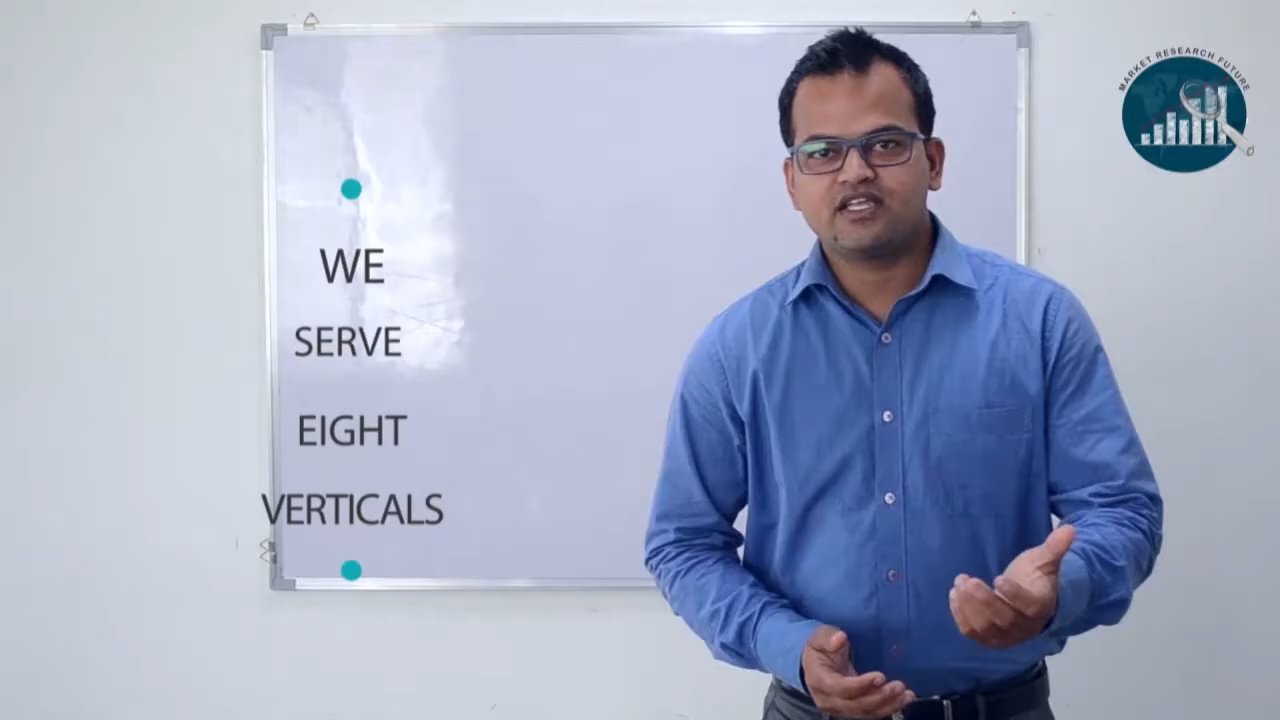 MARKET RESEARCH FUTURE
WE
SERVE
EIGHT
VERTICALS